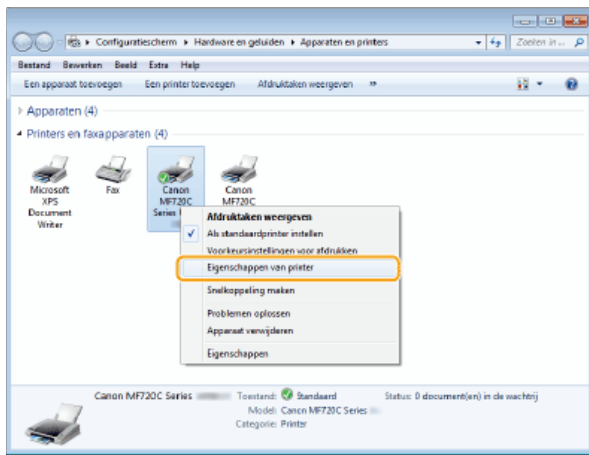 Configuratiescherm ▸ Hardware en geluiden ▸ Apparaten en printers
Zoeken in ...
Bestand Bewerken Beeld Extra Help
Een apparaat toevoegen Een printer toevoegen Afdruktaken weergeven »
Apparaten (4)
Printers en faxapparaten (4)
Microsoft
XPS
Document
Writer
Fax
Canon
MF720C
Series
Canon
MF720C
Afdruktaken weergeven
Als standaardprinter instellen
Voorkeursinstellingen voor afdrukken
Eigenschappen van printer
Snelkoppeling maken
Problemen oplossen
Apparaat verwijderen
Eigenschappen
Canon MF720C Series Toestand: Standaard Status: 0 document(en) in de wachtrij
Model: Canon MF720C Series
Categorie: Printer